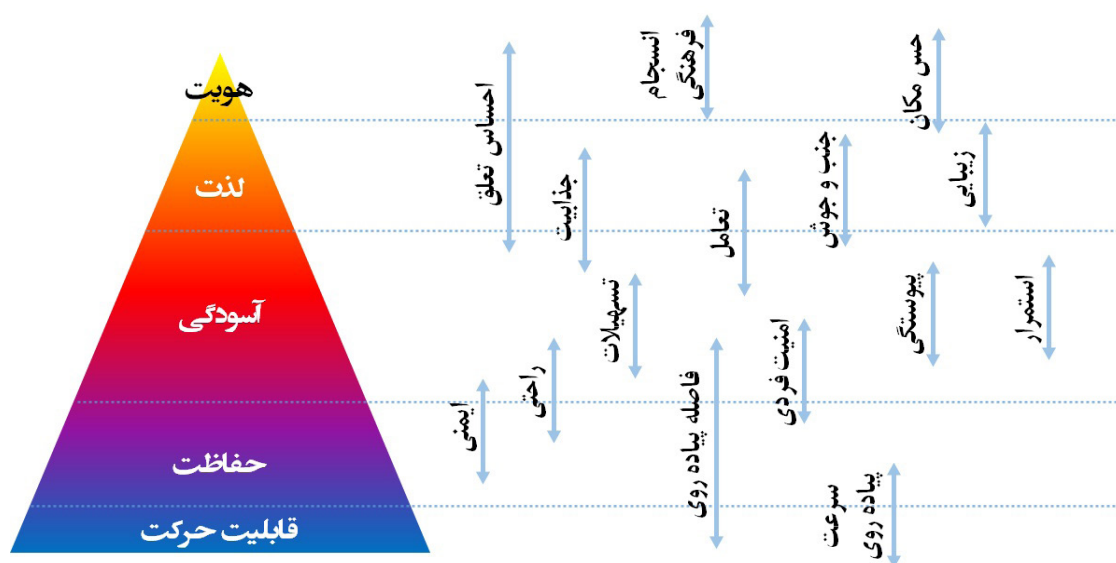 هویت
لذت
آسودگی
حفاظت
قابلیت حرکت
احساس تعلق
انسجام
فرهنگی
حس مکان
جذابیت
تعامل
جنب و جوش
زیبایی
تسهیلات
پیوستگی
استمرار
ایمنی
راحتی
فاصله پیاده روی
امنیت فردی
سرعت
پیاده روی